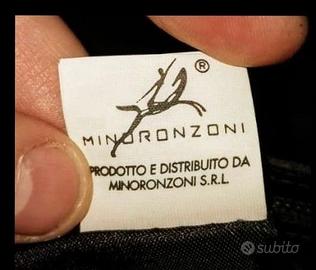 ®
MINORONZONI
PRODOTTO E DISTRIBUITO DA
MINORONZONI S.R.L
subito